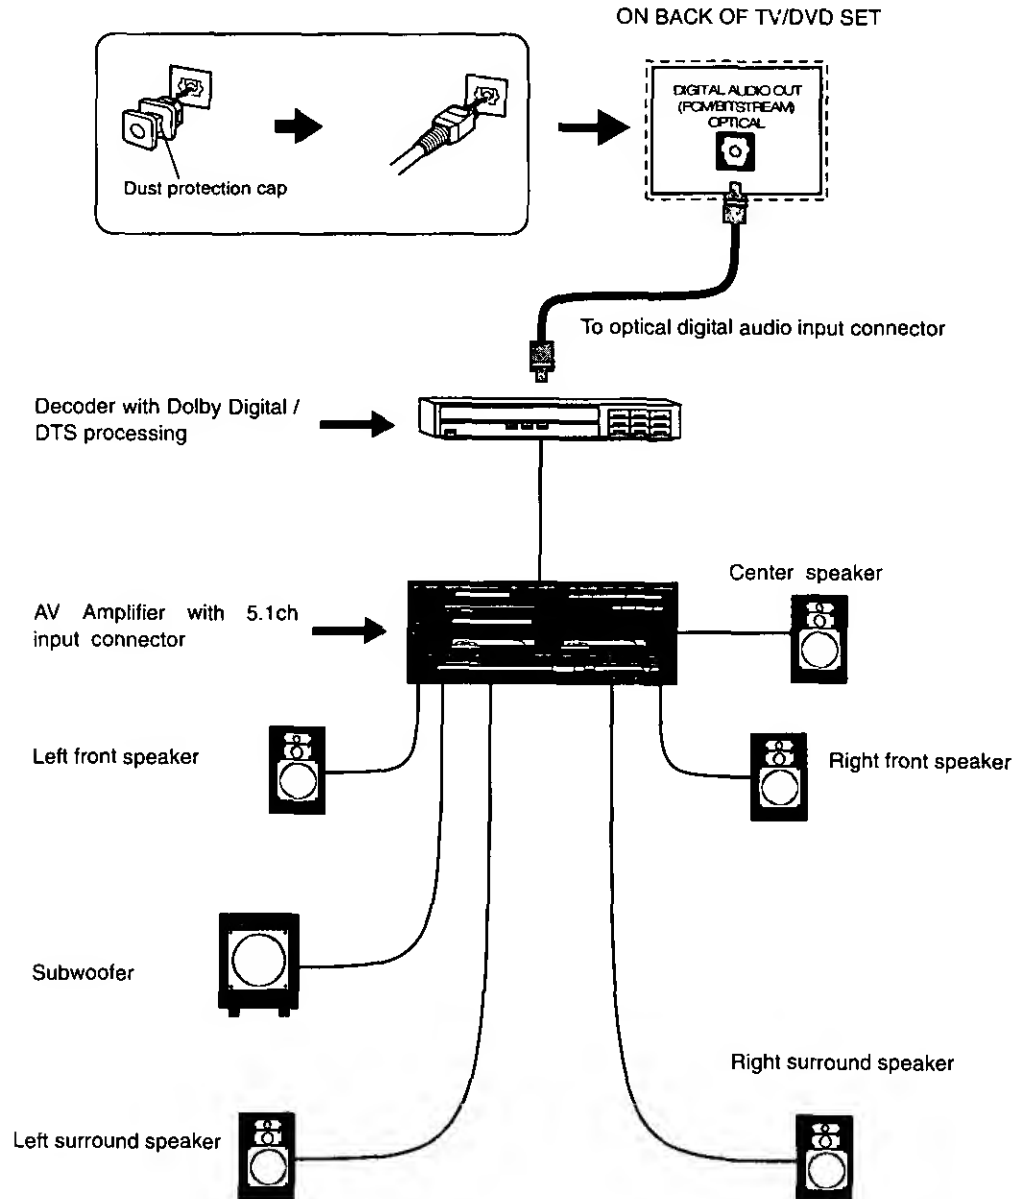 ON BACK OF TV/DVD SET
DIGITAL AUDIO OUT
(PCM/BITSTREAM)
OPTICAL
Dust protection cap
To optical digital audio input connector
Decoder with Dolby Digital /
DTS processing
Center speaker
AV Amplifier with 5.1ch
input connector
Left front speaker
Right front speaker
Subwoofer
Right surround speaker
Left surround speaker